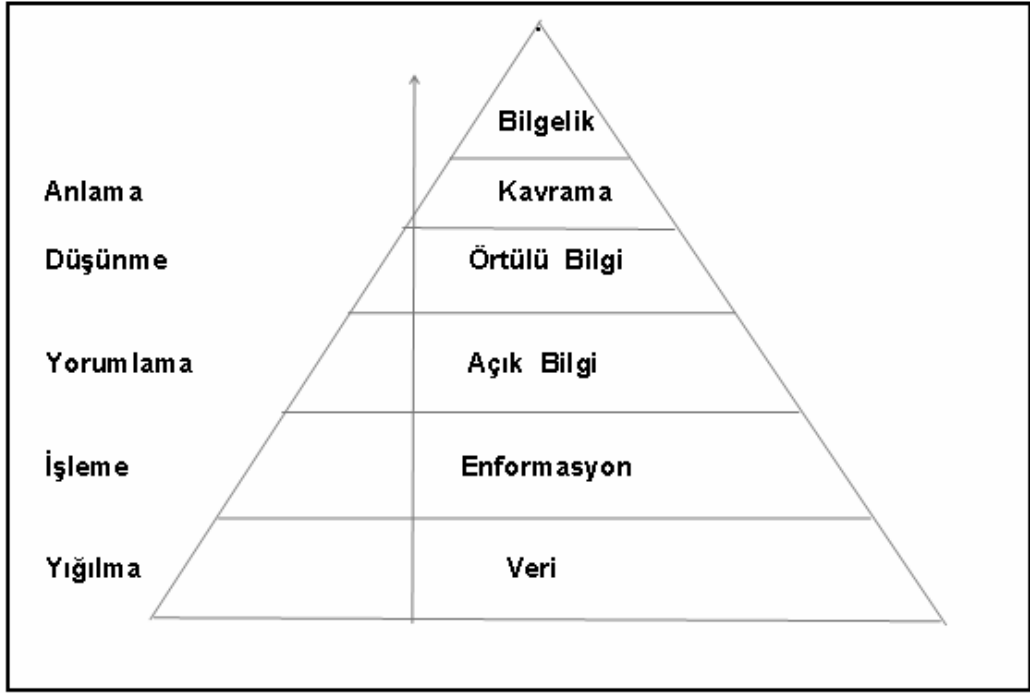 Bilgelik
Anlama Kavrama
Düşünme Örtülü Bilgi
Yorumlama Açık Bilgi
İşleme Enformasyon
Yığılma Veri